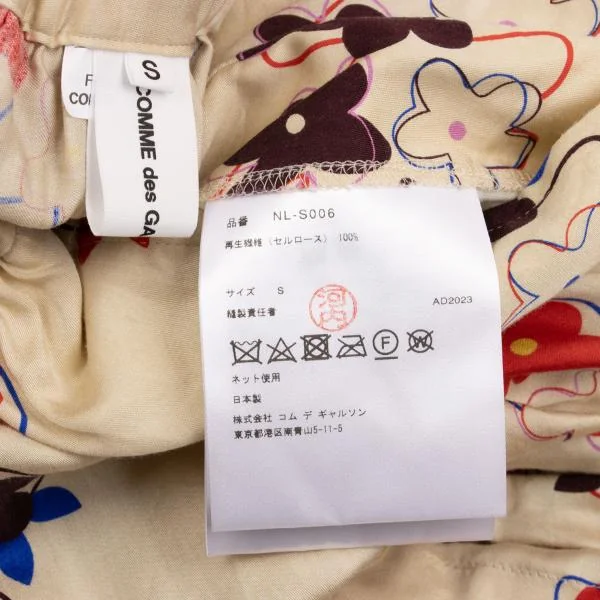 S
COMME des GA
F
CO
品番 NL-S006
再生繊維(セルロース) 100%
サイズ S
縫製責任者 河内
AD2023
F W
ネット使用
日本製
株式会社 コム デ ギャルソン
東京都港区南青山5-11-5